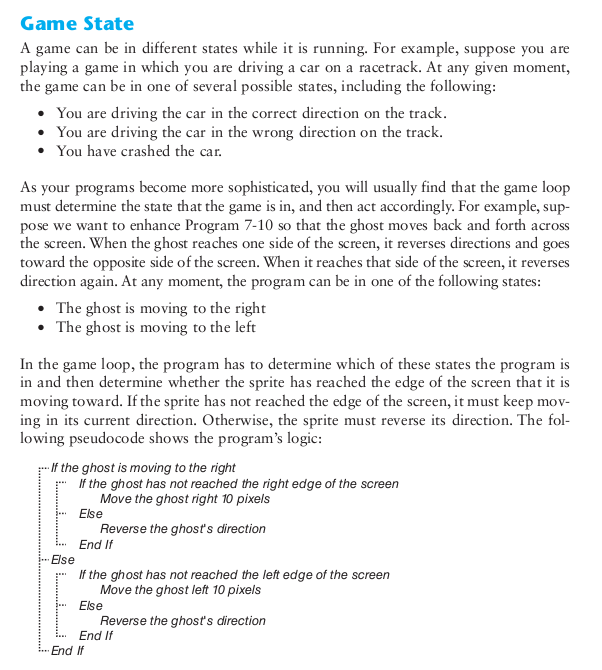 Game State
A game can be in different states while it is running. For example, suppose you are
playing a game in which you are driving a car on a racetrack. At any given moment,
the game can be in one of several possible states, including the following:
• You are driving the car in the correct direction on the track.
• You are driving the car in the wrong direction on the track.
• You have crashed the car.
As your programs become more sophisticated, you will usually find that the game loop
must determine the state that the game is in, and then act accordingly. For example, sup-
pose we want to enhance Program 7-10 so that the ghost moves back and forth across
the screen. When the ghost reaches one side of the screen, it reverses directions and goes
toward the opposite side of the screen. When it reaches that side of the screen, it reverses
direction again. At any moment, the program can be in one of the following states:
• The ghost is moving to the right
• The ghost is moving to the left
In the game loop, the program has to determine which of these states the program is
in and then determine whether the sprite has reached the edge of the screen that it is
moving toward. If the sprite has not reached the edge of the screen, it must keep mov-
ing in its current direction. Otherwise, the sprite must reverse its direction. The fol-
lowing pseudocode shows the program's logic:
If the ghost is moving to the right
If the ghost has not reached the right edge of the screen
Move the ghost right 10 pixels
Else
Reverse the ghost's direction
End If
Else
If the ghost has not reached the left edge of the screen
Move the ghost left 10 pixels
Else
Reverse the ghost's direction
End If
End If